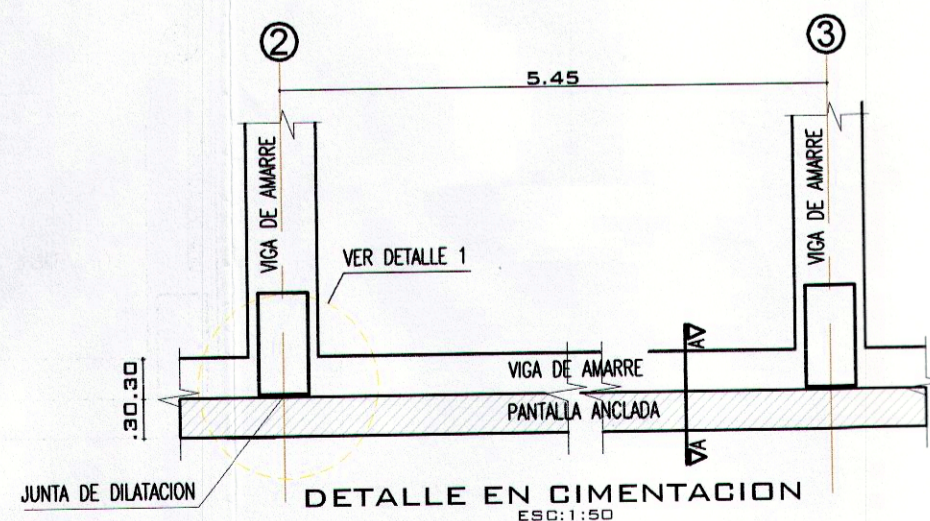 2
3
5.45
VIGA DE AMARRE
VIGA DE AMARRE
VER DETALLE 1
A
VIGA DE AMARRE
PANTALLA ANCLADA
.30
.30
A
JUNTA DE DILATACION
DETALLE EN CIMENTACION
ESC:1:50